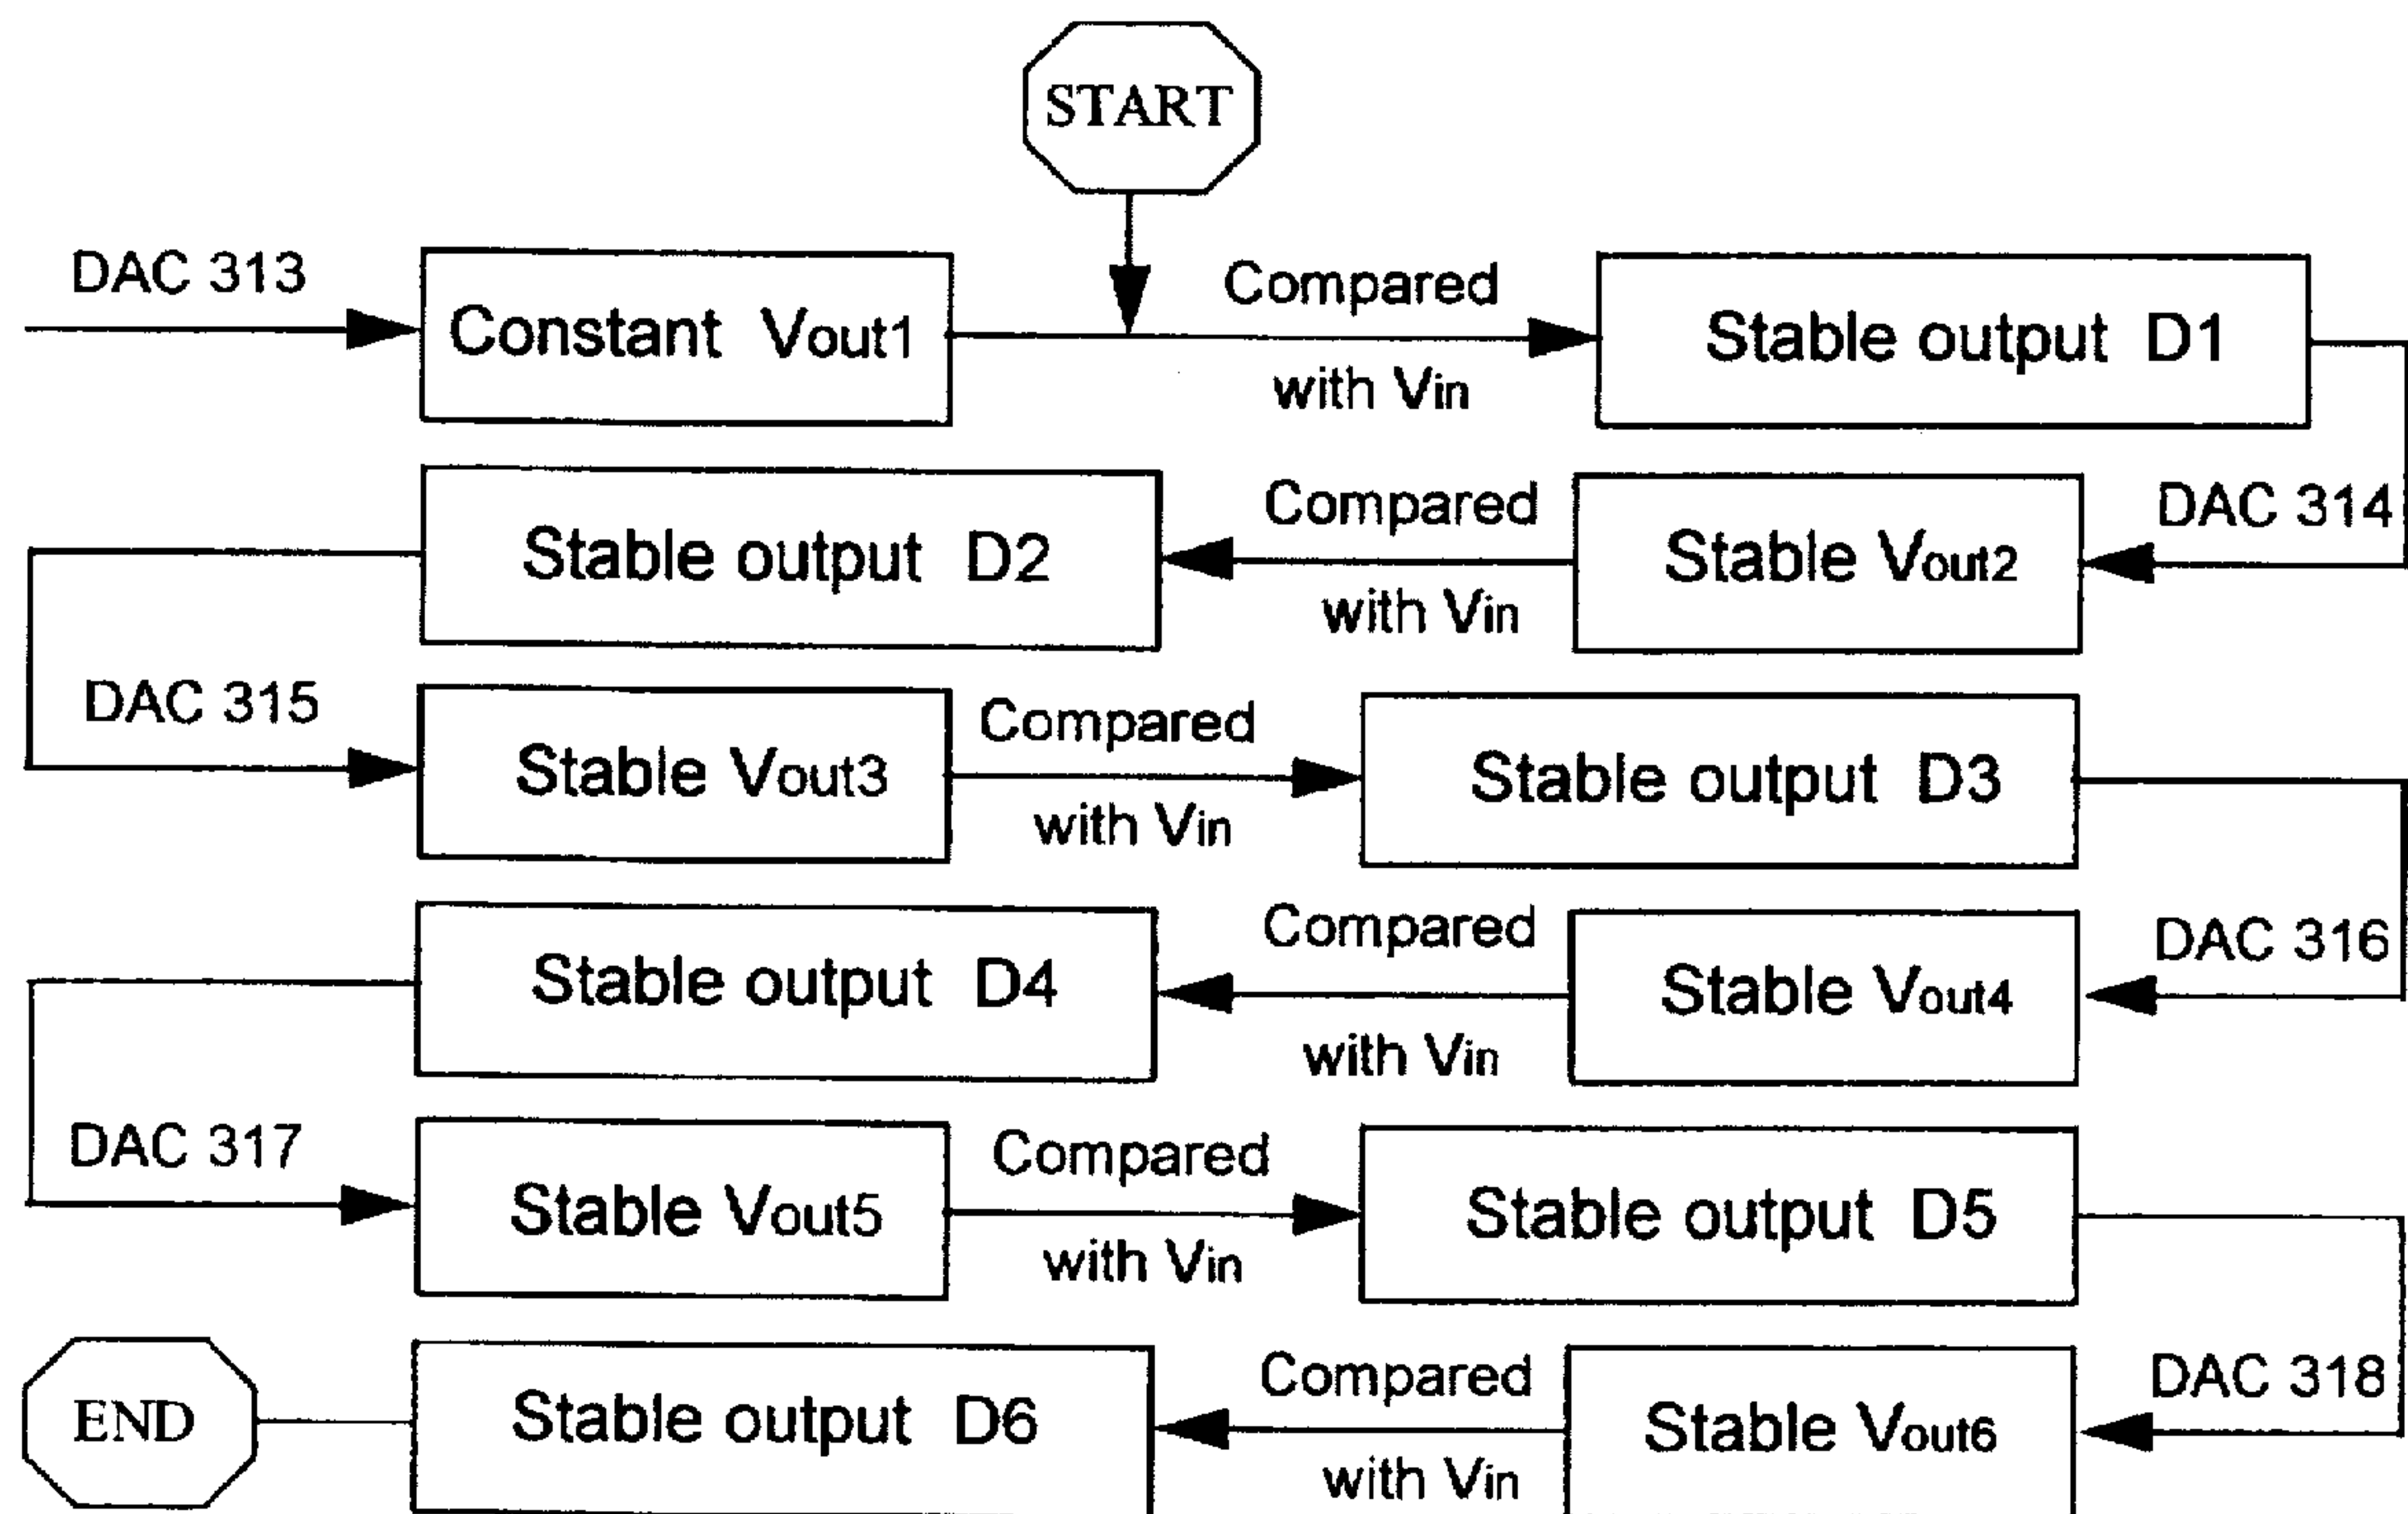 START
DAC 313
Constant Vout1
Compared
with Vin
Stable output D1
Stable output D2
Compared
with Vin
Stable Vout2
DAC 314
DAC 315
Stable Vout3
Compared
with Vin
Stable output D3
Stable output D4
Compared
with Vin
Stable Vout4
DAC 316
DAC 317
Stable Vout5
Compared
with Vin
Stable output D5
END
Stable output D6
Compared
with Vin
Stable Vout6
DAC 318